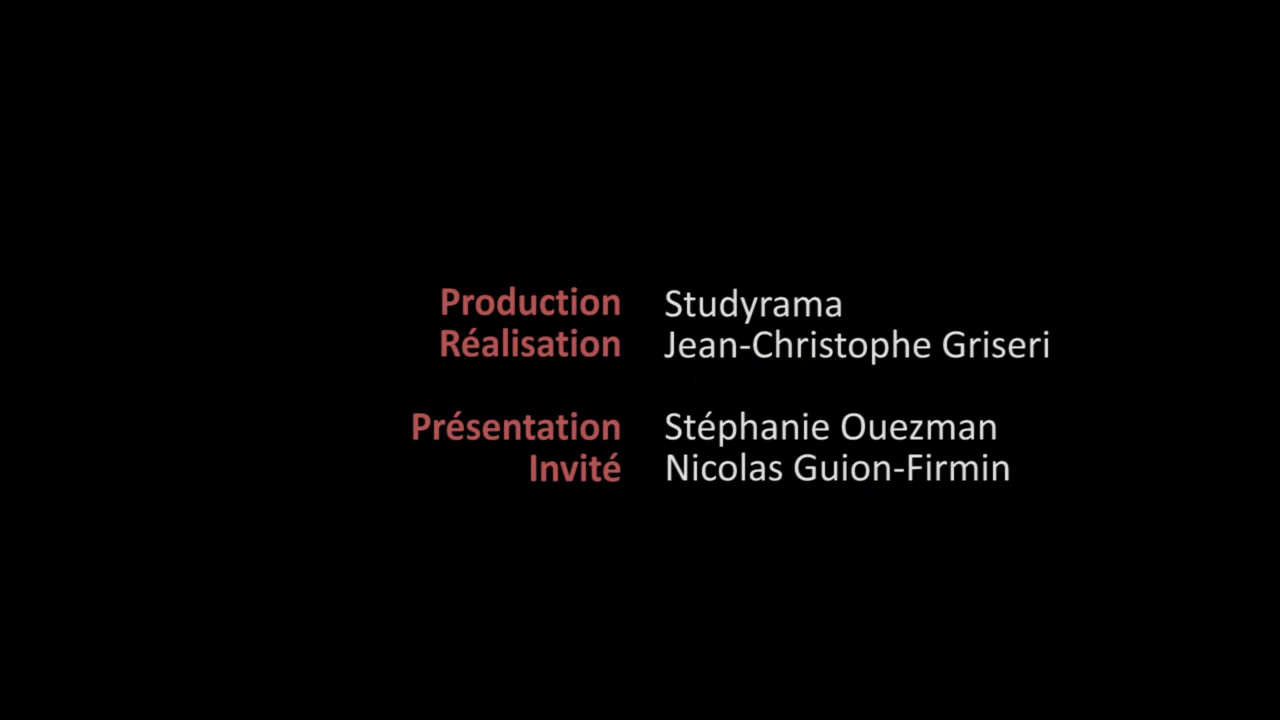 Production Studyrama
Réalisation Jean-Christophe Griseri
Présentation Stéphanie Ouezman
Invité Nicolas Guion-Firmin